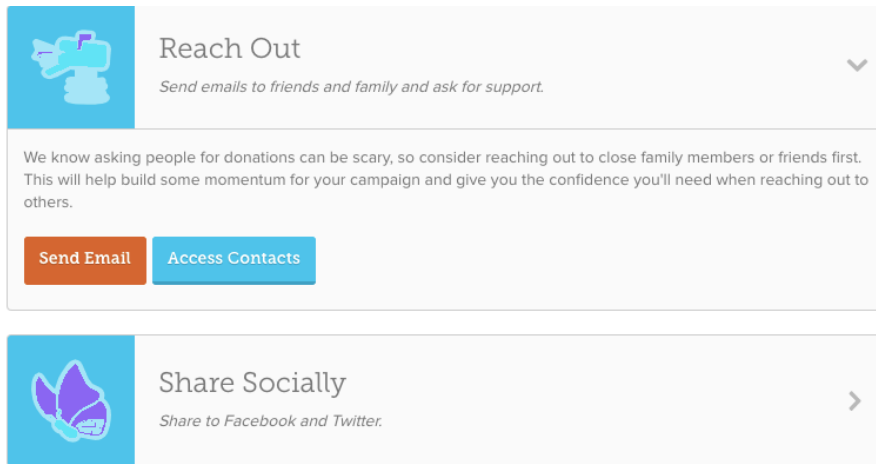 Reach Out
Send emails to friends and family and ask for support.
We know asking people for donations can be scary, so consider reaching out to close family members or friends first.
This will help build some momentum for your campaign and give you the confidence you'll need when reaching out to
others.
Send Email
Access Contacts
Share Socially
Share to Facebook and Twitter.